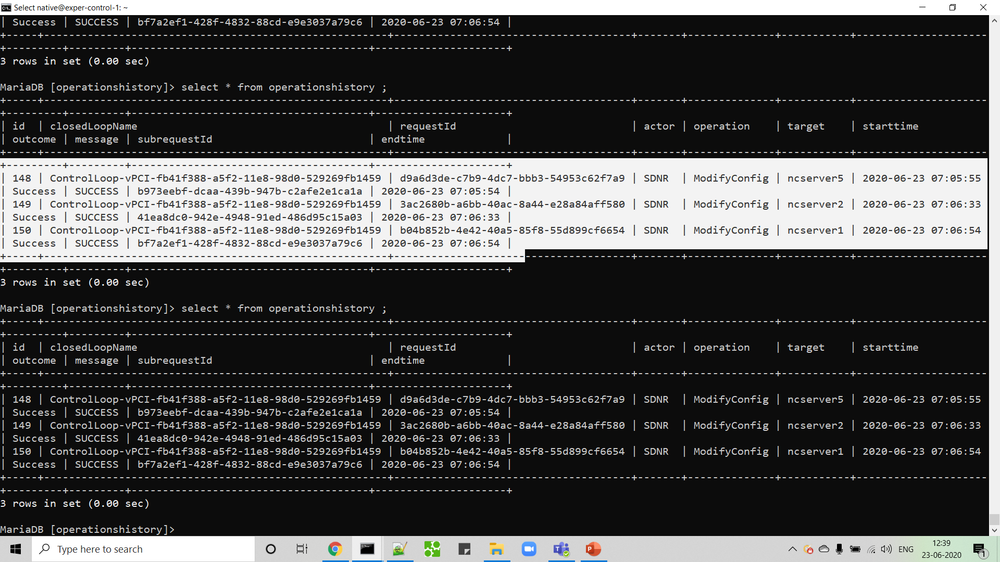 Select native@exper-control-1: ~
| Success | SUCCESS | bf7a2ef1-428f-4832-88cd-e9e3037a79c6 | 2020-06-23 07:06:54 |
+-----+-------------------------------------------------------+--------------------------------------+-------+--------------+-----------+---------------------
+---------+---------+--------------------------------------+---------------------+
3 rows in set (0.00 sec)
MariaDB [operationshistory]> select * from operationshistory ;
+-----+-------------------------------------------------------+--------------------------------------+-------+--------------+-----------+---------------------
+---------+---------+--------------------------------------+---------------------+
| id  | closedLoopName                                        | requestId                            | actor | operation    | target    | starttime
| outcome | message | subrequestId                         | endtime             |
+-----+-------------------------------------------------------+--------------------------------------+-------+--------------+-----------+---------------------
+---------+---------+--------------------------------------+---------------------+
| 148 | ControlLoop-vPCI-fb41f388-a5f2-11e8-98d0-529269fb1459 | d9a6d3de-c7b9-4dc7-bbb3-54953c62f7a9 | SDNR  | ModifyConfig | ncserver5 | 2020-06-23 07:05:55
| Success | SUCCESS | b973eebf-dcaa-439b-947b-c2afe2e1ca1a | 2020-06-23 07:05:54 |
| 149 | ControlLoop-vPCI-fb41f388-a5f2-11e8-98d0-529269fb1459 | 3ac2680b-a6bb-40ac-8a44-e28a84aff580 | SDNR  | ModifyConfig | ncserver2 | 2020-06-23 07:06:33
| Success | SUCCESS | 41ea8dc0-942e-4948-91ed-486d95c15a03 | 2020-06-23 07:06:33 |
| 150 | ControlLoop-vPCI-fb41f388-a5f2-11e8-98d0-529269fb1459 | b04b852b-4e42-40a5-85f8-55d899cf6654 | SDNR  | ModifyConfig | ncserver1 | 2020-06-23 07:06:54
| Success | SUCCESS | bf7a2ef1-428f-4832-88cd-e9e3037a79c6 | 2020-06-23 07:06:54 |
+-----+-------------------------------------------------------+--------------------------------------+-------+--------------+-----------+---------------------
+---------+---------+--------------------------------------+---------------------+
3 rows in set (0.00 sec)
MariaDB [operationshistory]> select * from operationshistory ;
+-----+-------------------------------------------------------+--------------------------------------+-------+--------------+-----------+---------------------
+---------+---------+--------------------------------------+---------------------+
| id  | closedLoopName                                        | requestId                            | actor | operation    | target    | starttime
| outcome | message | subrequestId                         | endtime             |
+-----+-------------------------------------------------------+--------------------------------------+-------+--------------+-----------+---------------------
+---------+---------+--------------------------------------+---------------------+
| 148 | ControlLoop-vPCI-fb41f388-a5f2-11e8-98d0-529269fb1459 | d9a6d3de-c7b9-4dc7-bbb3-54953c62f7a9 | SDNR  | ModifyConfig | ncserver5 | 2020-06-23 07:05:55
| Success | SUCCESS | b973eebf-dcaa-439b-947b-c2afe2e1ca1a | 2020-06-23 07:05:54 |
| 149 | ControlLoop-vPCI-fb41f388-a5f2-11e8-98d0-529269fb1459 | 3ac2680b-a6bb-40ac-8a44-e28a84aff580 | SDNR  | ModifyConfig | ncserver2 | 2020-06-23 07:06:33
| Success | SUCCESS | 41ea8dc0-942e-4948-91ed-486d95c15a03 | 2020-06-23 07:06:33 |
| 150 | ControlLoop-vPCI-fb41f388-a5f2-11e8-98d0-529269fb1459 | b04b852b-4e42-40a5-85f8-55d899cf6654 | SDNR  | ModifyConfig | ncserver1 | 2020-06-23 07:06:54
| Success | SUCCESS | bf7a2ef1-428f-4832-88cd-e9e3037a79c6 | 2020-06-23 07:06:54 |
+-----+-------------------------------------------------------+--------------------------------------+-------+--------------+-----------+---------------------
+---------+---------+--------------------------------------+---------------------+
3 rows in set (0.00 sec)
MariaDB [operationshistory]>
Type here to search
ENG
12:39
23-06-2020
1